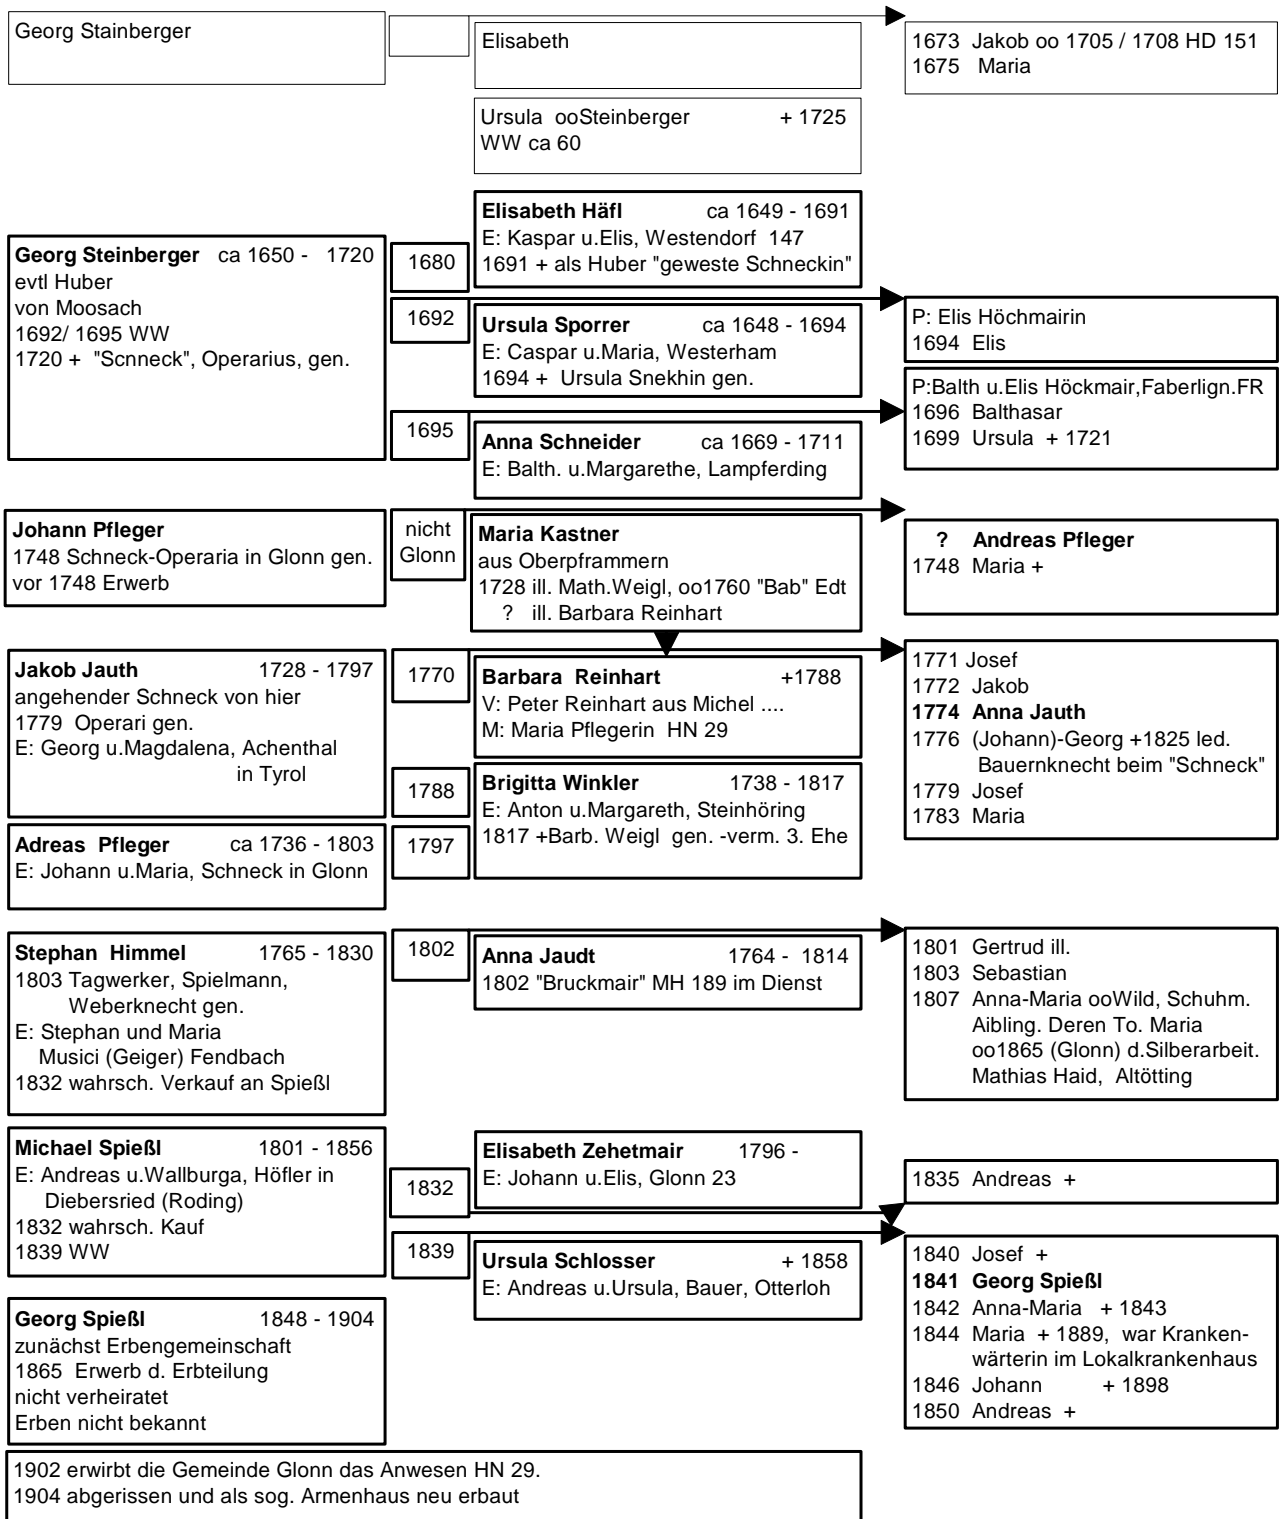 Georg Stainberger
Elisabeth
1673 Jakob oo 1705 / 1708 HD 151
1675 Maria
Ursula ooSteinberger + 1725
WW ca 60
Georg Steinberger ca 1650 - 1720
evtl Huber
von Moosach
1692/ 1695 WW
1720 + "Scnneck", Operarius, gen.
1680
Elisabeth Häfl ca 1649 - 1691
E: Kaspar u.Elis, Westendorf 147
1691 + als Huber "geweste Schneckin"
1692
Ursula Sporrer ca 1648 - 1694
E: Caspar u.Maria, Westerham
1694 + Ursula Snekhin gen.
P: Elis Höchmairin
1694 Elis
1695
Anna Schneider ca 1669 - 1711
E: Balth. u.Margarethe, Lampferding
P:Balth u.Elis Höckmair,Faberlign.FR
1696 Balthasar
1699 Ursula + 1721
Johann Pfleger
1748 Schneck-Operaria in Glonn gen.
vor 1748 Erwerb
nicht
Glonn
Maria Kastner
aus Oberpframmern
1728 ill. Math.Weigl, oo1760 "Bab" Edt
? ill. Barbara Reinhart
? Andreas Pfleger
1748 Maria +
Jakob Jauth 1728 - 1797
angehender Schneck von hier
1779 Operari gen.
E: Georg u.Magdalena, Achenthal
in Tyrol
1770
Barbara Reinhart +1788
V: Peter Reinhart aus Michel ....
M: Maria Pflegerin HN 29
1771 Josef
1772 Jakob
1774 Anna Jauth
1776 (Johann)-Georg +1825 led.
Bauernknecht beim "Schneck"
1779 Josef
1783 Maria
1788
Brigitta Winkler 1738 - 1817
E: Anton u.Margareth, Steinhöring
1817 +Barb. Weigl gen. -verm. 3. Ehe
Adreas Pfleger ca 1736 - 1803
E: Johann u.Maria, Schneck in Glonn
1797
Stephan Himmel 1765 - 1830
1803 Tagwerker, Spielmann,
Weberknecht gen.
E: Stephan und Maria
Musici (Geiger) Fendbach
1832 wahrsch. Verkauf an Spießl
1802
Anna Jaudt 1764 - 1814
1802 "Bruckmair" MH 189 im Dienst
1801 Gertrud ill.
1803 Sebastian
1807 Anna-Maria ooWild, Schuhm.
Aibling. Deren To. Maria
oo1865 (Glonn) d.Silberarbeit.
Mathias Haid, Altötting
Michael Spießl 1801 - 1856
E: Andreas u.Wallburga, Höfler in
Diebersried (Roding)
1832 wahrsch. Kauf
1839 WW
1832
Elisabeth Zehetmair 1796 -
E: Johann u.Elis, Glonn 23
1835 Andreas +
1839
Ursula Schlosser + 1858
E: Andreas u.Ursula, Bauer, Otterloh
1840 Josef +
1841 Georg Spießl
1842 Anna-Maria + 1843
1844 Maria + 1889, war Kranken-
wärterin im Lokalkrankenhaus
1846 Johann + 1898
1850 Andreas +
Georg Spießl 1848 - 1904
zunächst Erbengemeinschaft
1865 Erwerb d. Erbteilung
nicht verheiratet
Erben nicht bekannt
1902 erwirbt die Gemeinde Glonn das Anwesen HN 29.
1904 abgerissen und als sog. Armenhaus neu erbaut